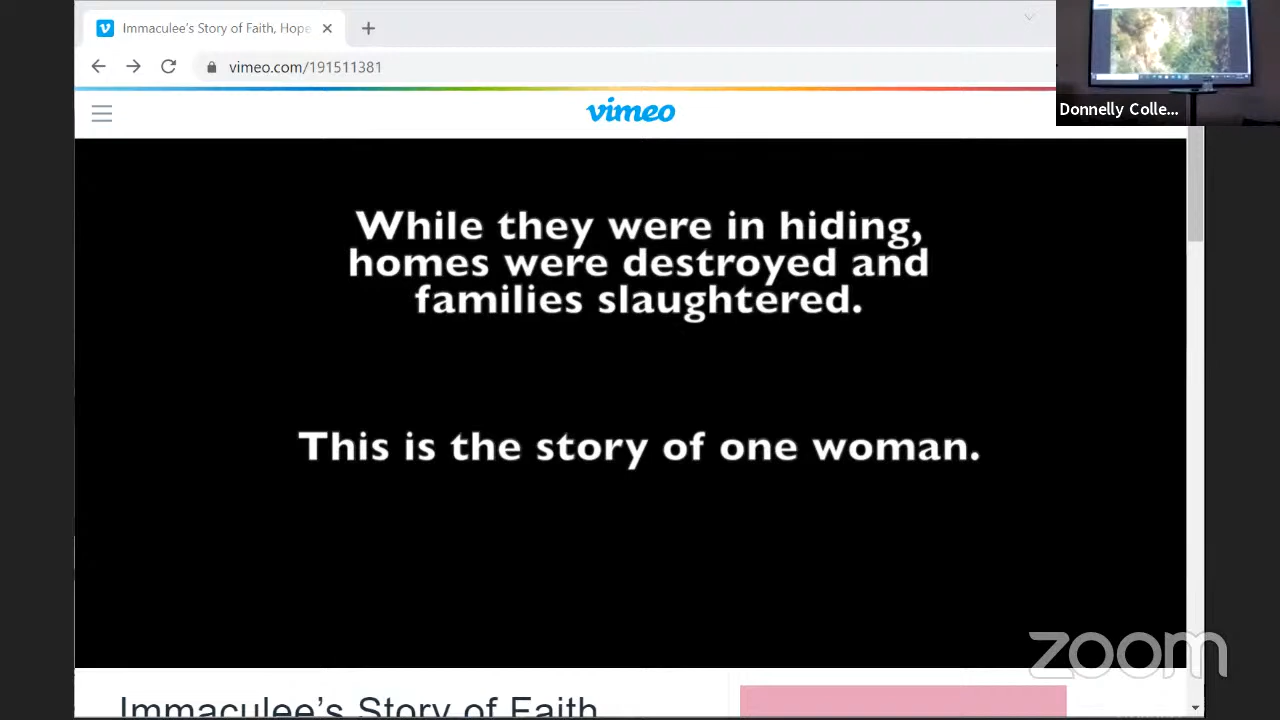 Immaculee's Story of Faith, Hope
vimeo.com/191511381
Donnelly Colle...
vimeo
While they were in hiding,
homes were destroyed and
families slaughtered.
This is the story of one woman.
zoom
Immaculee's Story of Faith,